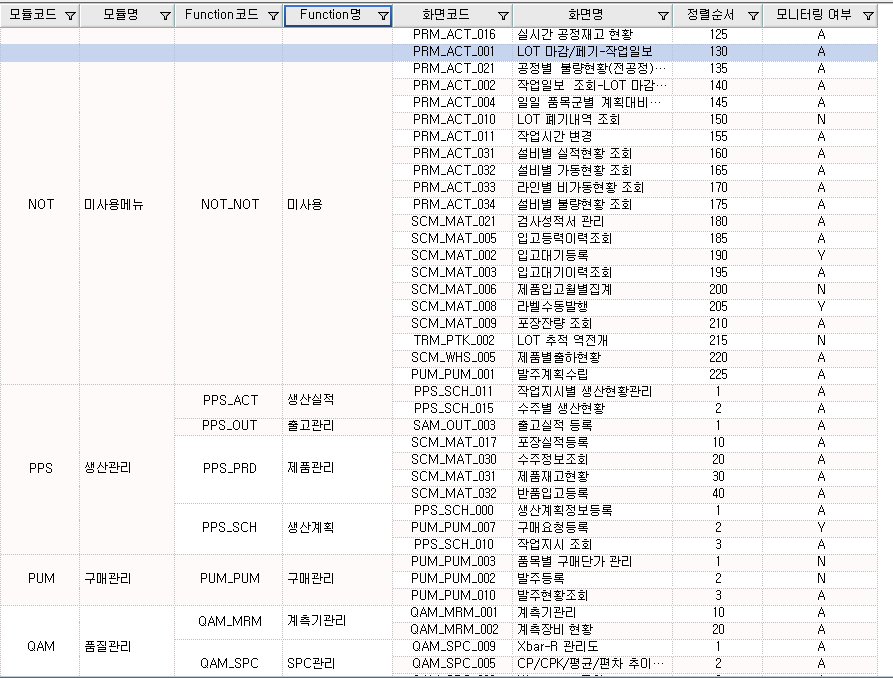 모듈코드 모듈명 Function코드 Function명 화면코드 화면명 정렬순서 모니터링 여부
PRM_ACT_016 실시간 공정재고 현황 125 A
PRM_ACT_001 LOT 마감/폐기-작업일보 130 A
PRM_ACT_021 공정별 불량현황(전공정)··· 135 A
PRM_ACT_002 작업일보 조회-LOT 마감··· 140 A
PRM_ACT_004 일일 품목군별 계획대비··· 145 A
PRM_ACT_010 LOT 폐기내역 조회 150 N
PRM_ACT_011 작업시간 변경 155 A
PRM_ACT_031 설비별 실적현황 조회 160 A
PRM_ACT_032 설비별 가동현황 조회 165 A
PRM_ACT_033 라인별 비가동현황 조회 170 A
NOT 미사용메뉴 NOT_NOT 미사용 PRM_ACT_034 설비별 불량현황 조회 175 A
SCM_MAT_021 검사성적서 관리 180 A
SCM_MAT_005 입고등력이력조회 185 A
SCM_MAT_002 입고대기등록 190 Y
SCM_MAT_003 입고대기이력조회 195 A
SCM_MAT_006 제품입고월별집계 200 N
SCM_MAT_008 라벨수동발행 205 Y
SCM_MAT_009 포장잔량 조회 210 A
TRM_PTK_002 LOT 추적 역전개 215 N
SCM_WHS_005 제품별출하현황 220 A
PUM_PUM_001 발주계획수립 225 A
PPS_ACT 생산실적 PPS_SCH_011 작업지시별 생산현황관리 1 A
PPS_SCH_015 수주별 생산현황 2 A
PPS_OUT 출고관리 SAM_OUT_003 출고실적 등록 1 A
SCM_MAT_017 포장실적등록 10 A
PPS 생산관리 PPS_PRD 제품관리 SCM_MAT_030 수주정보조회 20 A
SCM_MAT_031 제품재고현황 30 A
SCM_MAT_032 반품입고등록 40 A
PPS_SCH_000 생산계획정보등록 1 A
PPS_SCH 생산계획 PUM_PUM_007 구매요청등록 2 Y
PPS_SCH_010 작업지시 조회 3 A
PUM_PUM_003 품목별 구매단가 관리 1 N
PUM 구매관리 PUM_PUM 구매관리 PUM_PUM_002 발주등록 2 N
PUM_PUM_010 발주현황조회 3 A
QAM_MRM 계측기관리 QAM_MRM_001 계측기관리 10 A
QAM_MRM_002 계측장비 현황 20 A
QAM 품질관리 QAM_SPC_009 Xbar-R 관리도 1 A
QAM_SPC SPC관리 QAM_SPC_005 CP/CPK/평균/편차 추이··· 2 A